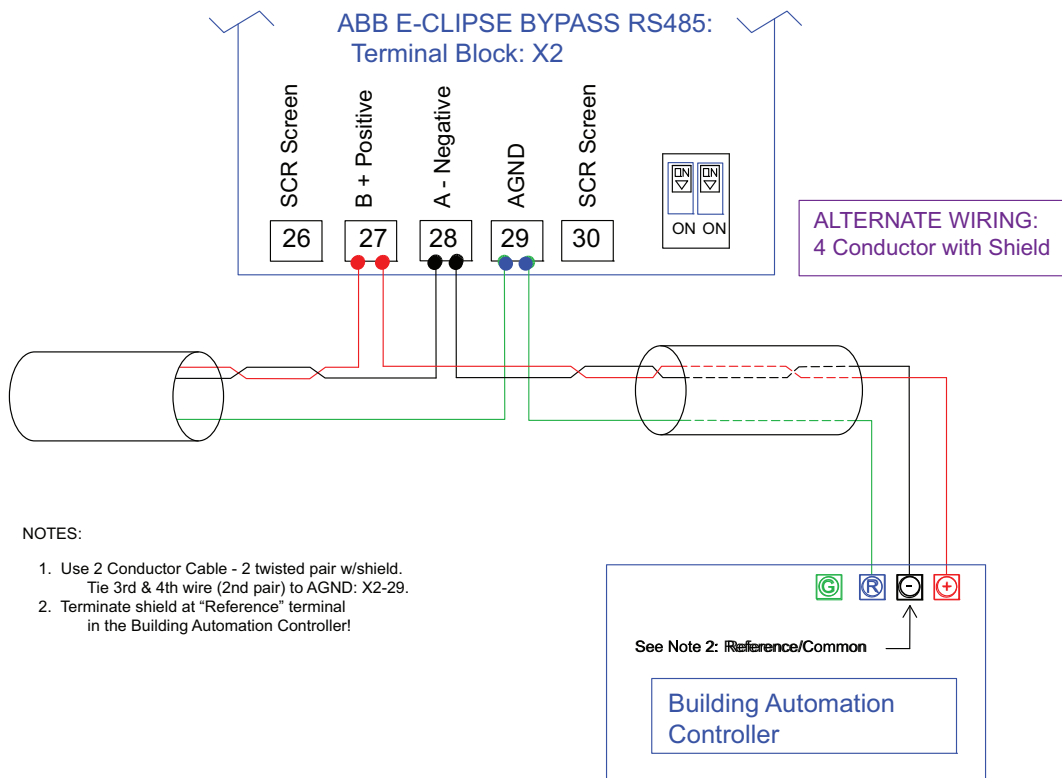 ABB E-CLIPSE BYPASS RS485:
Terminal Block: X2
SCR Screen
B + Positive
A - Negative
AGND
SCR Screen
26
27
28
29
30
ON
ON
ON ON
ALTERNATE WIRING:
4 Conductor with Shield
NOTES:
1. Use 2 Conductor Cable - 2 twisted pair w/shield.
Tie 3rd & 4th wire (2nd pair) to AGND: X2-29.
2. Terminate shield at “Reference” terminal
in the Building Automation Controller!
G
R
-
+
See Note 2: Reference/Common
Building Automation
Controller